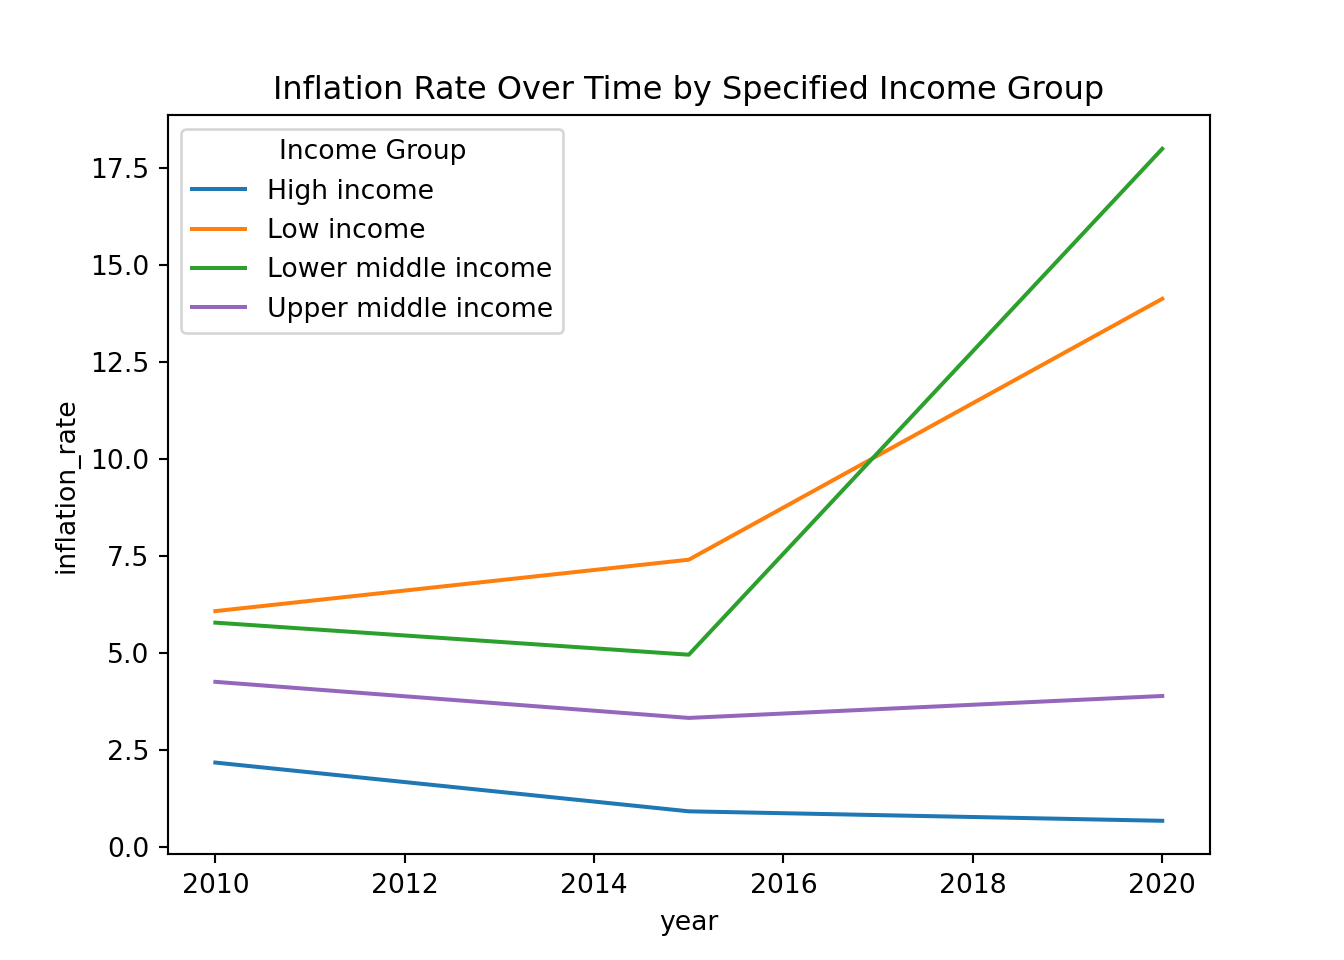 Inflation Rate Over Time by Specified Income Group
Income Group
High income
Low income
Lower middle income
Upper middle income
17.5
15.0
12.5
10.0
7.5
5.0
2.5
0.0
inflation_rate
2010 2012 2014 2016 2018 2020
year